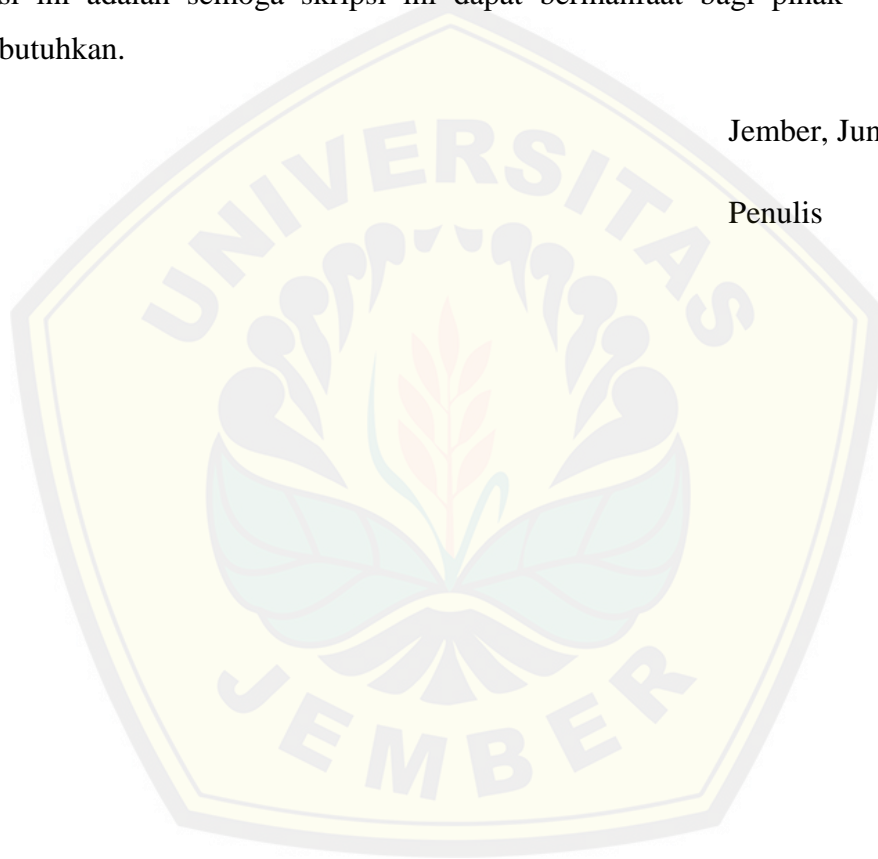 si ini adalah semoga skripsi ini dapat bermanfaat bagi pihak
butuhkan.
Jember, Jun
Penulis
UNIVERSITAS
JEMBER